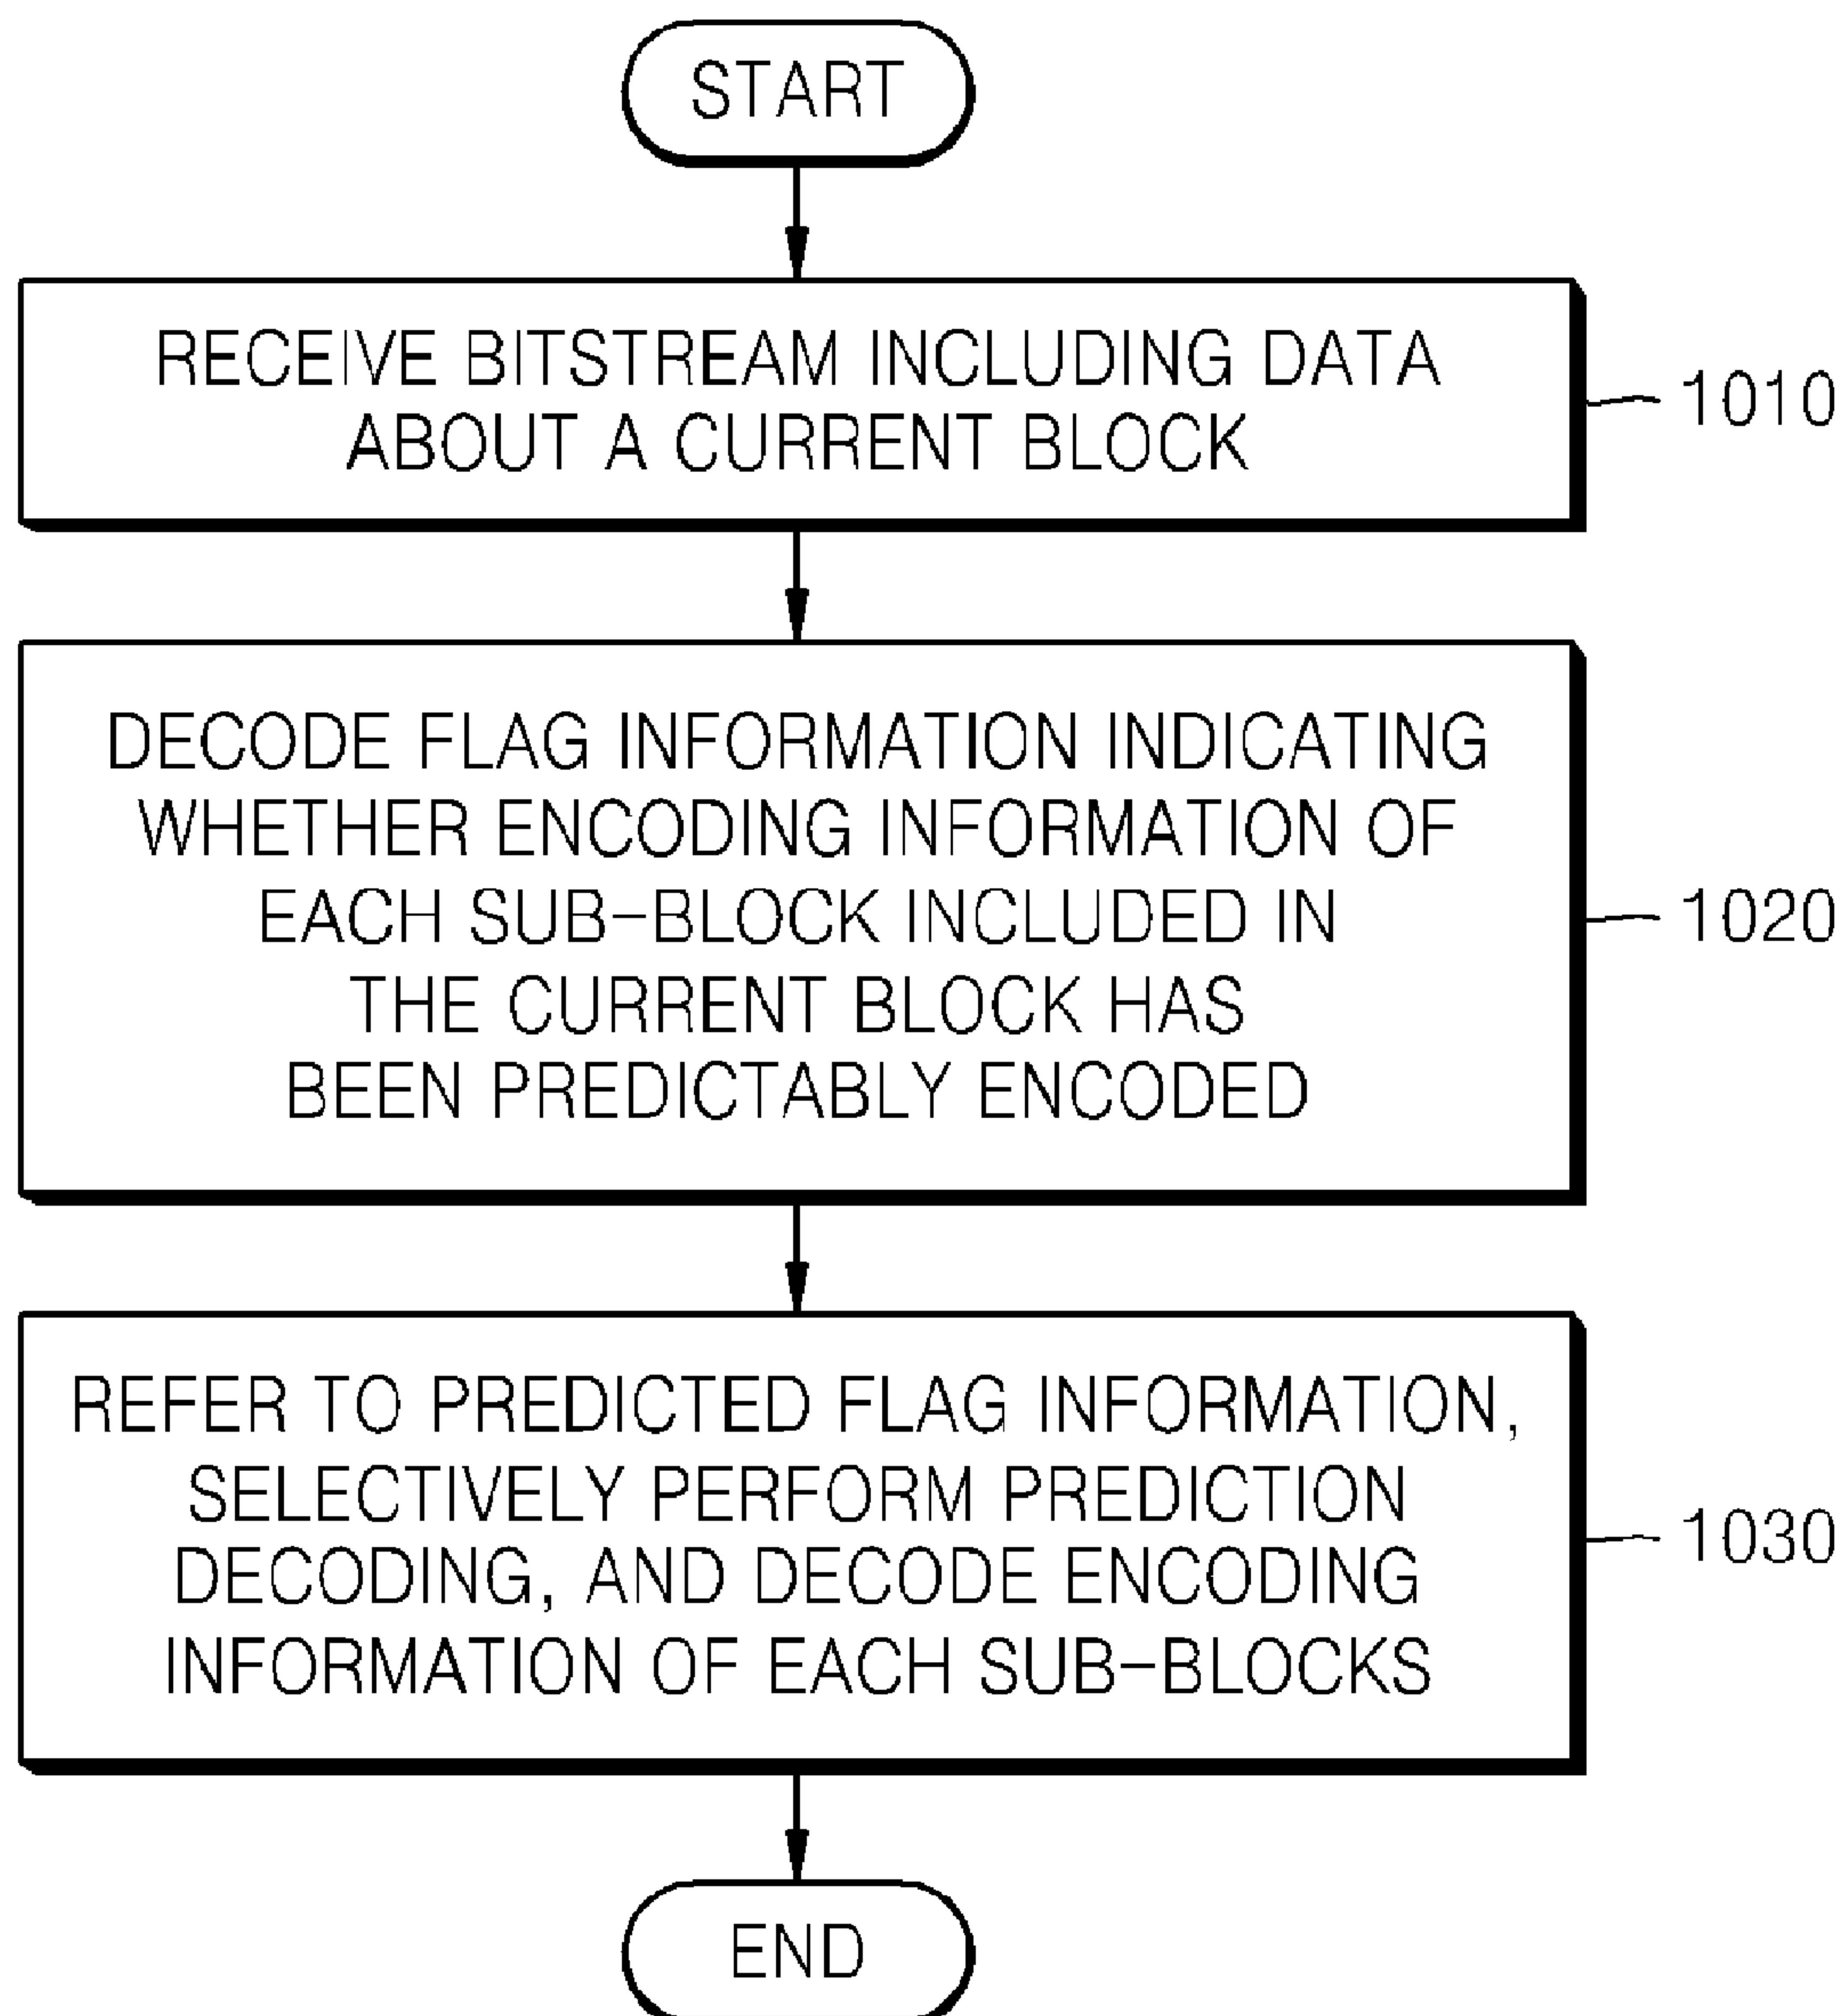 START
RECEIVE BITSTREAM INCLUDING DATA
ABOUT A CURRENT BLOCK
1010
DECODE FLAG INFORMATION INDICATING
WHETHER ENCODING INFORMATION OF
EACH SUB-BLOCK INCLUDED IN
THE CURRENT BLOCK HAS
BEEN PREDICTABLY ENCODED
1020
REFER TO PREDICTED FLAG INFORMATION,
SELECTIVELY PERFORM PREDICTION
DECODING, AND DECODE ENCODING
INFORMATION OF EACH SUB-BLOCKS
1030
END